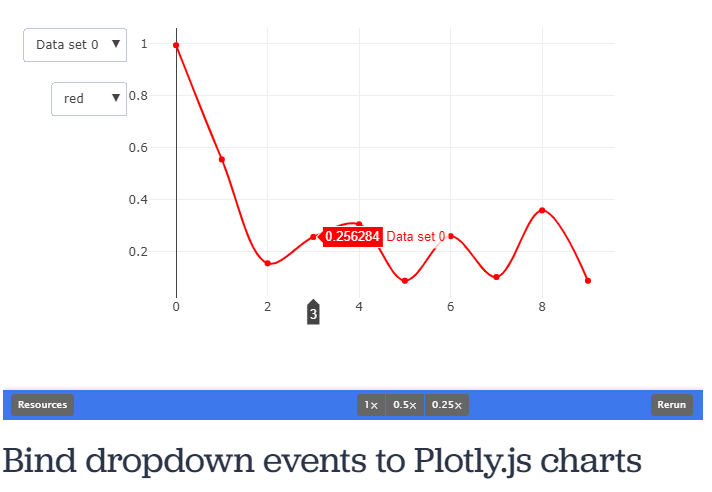 Data set 0 ▼
red ▼
1
0.8
0.6
0.4
0.2
0.256284 Data set 0
0 2 4 6 8
3
Resources 1× 0.5× 0.25× Rerun
Bind dropdown events to Plotly.js charts